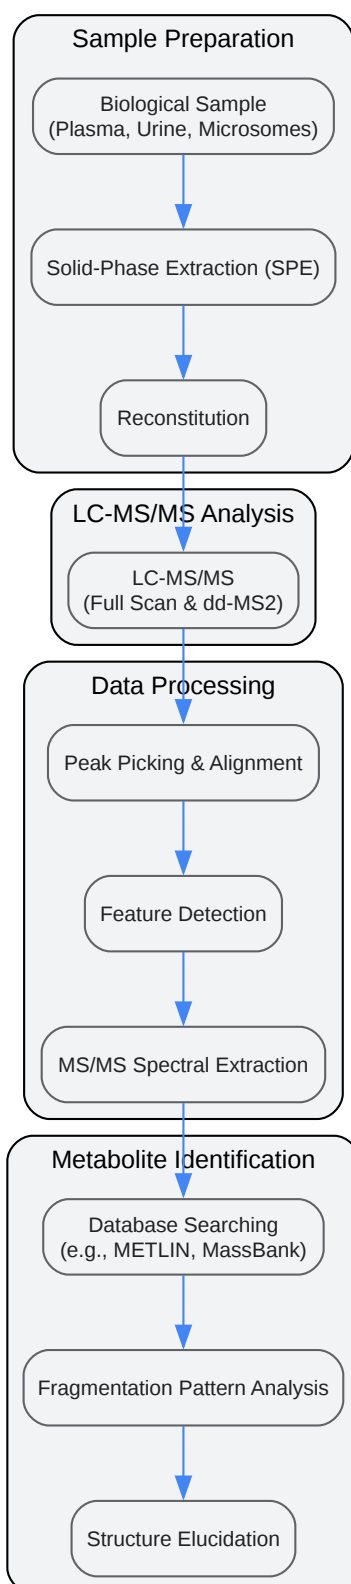 Sample Preparation
Biological Sample
(Plasma, Urine, Microsomes)
Solid-Phase Extraction (SPE)
Reconstitution
LC-MS/MS Analysis
LC-MS/MS
(Full Scan & dd-MS2)
Data Processing
Peak Picking & Alignment
Feature Detection
MS/MS Spectral Extraction
Metabolite Identification
Database Searching
(e.g., METLIN, MassBank)
Fragmentation Pattern Analysis
Structure Elucidation